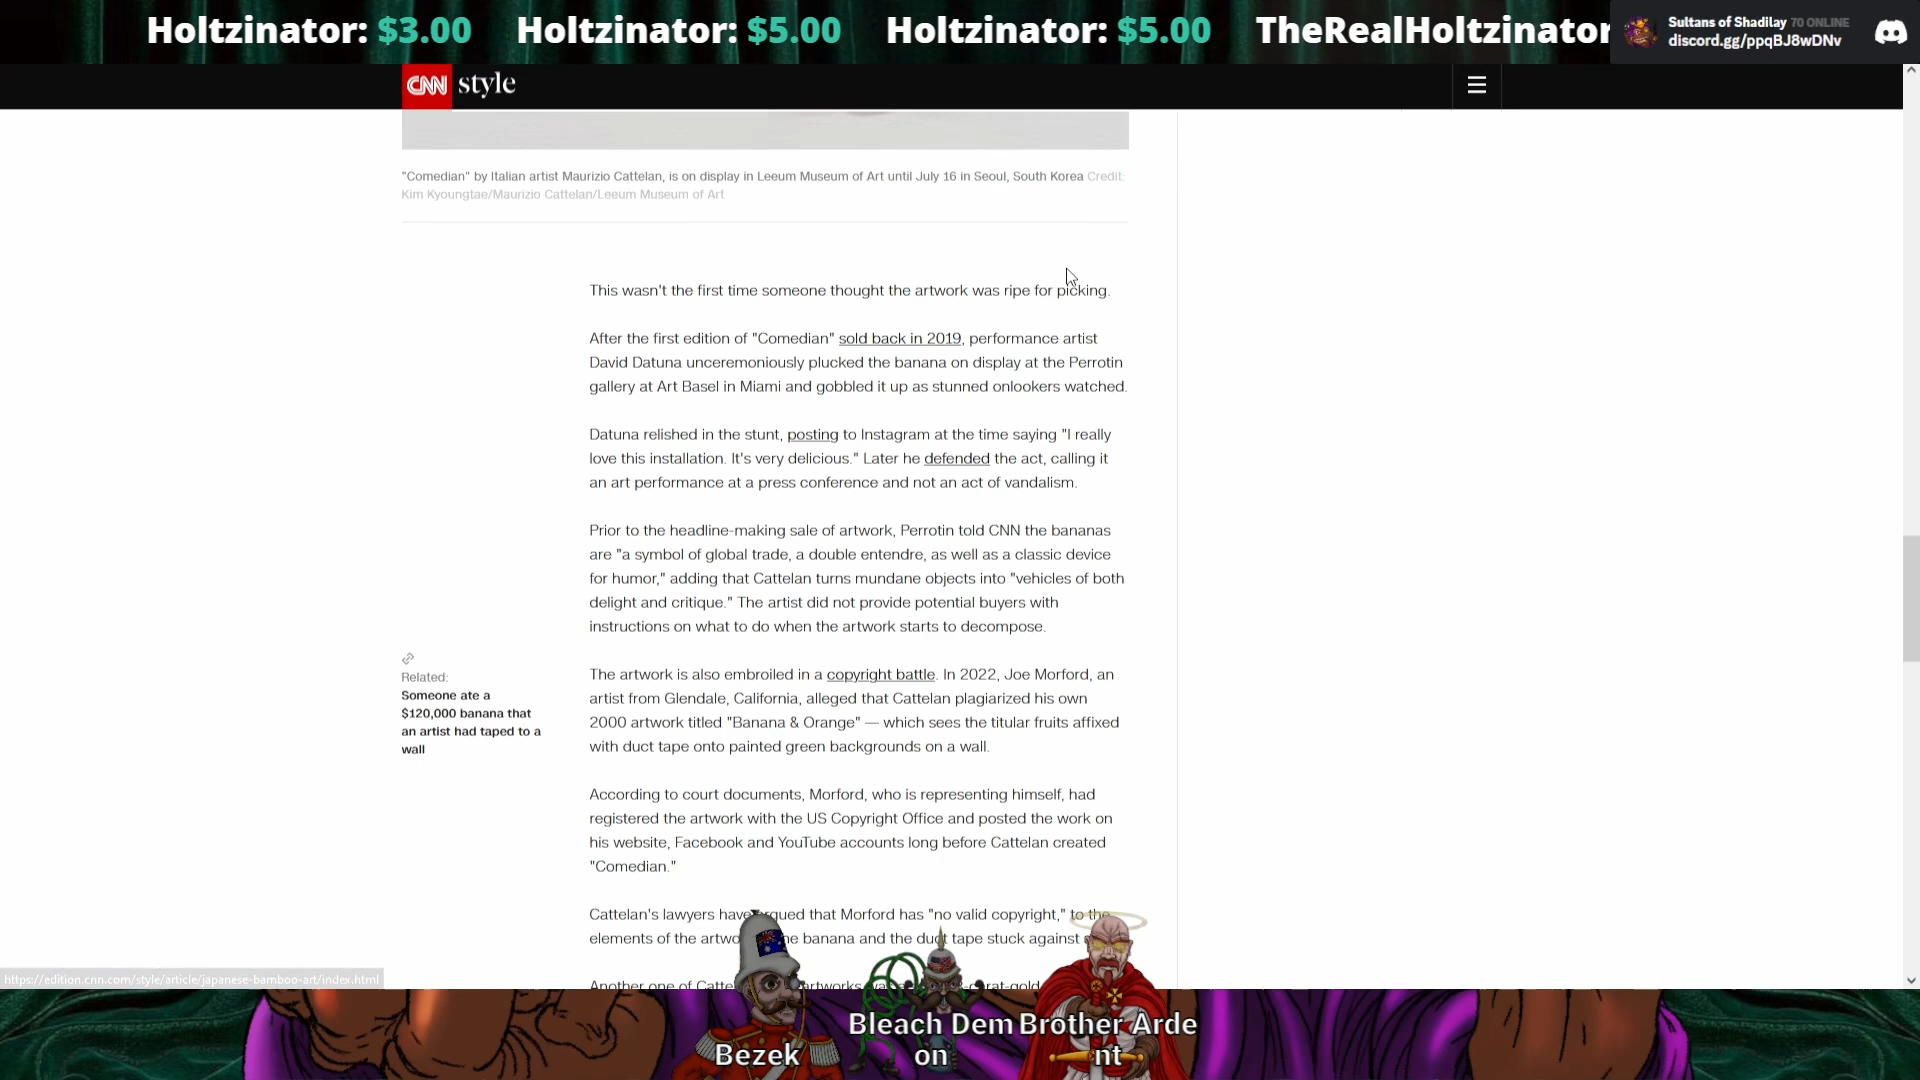 Holtzinator: $3.00 Holtzinator: $5.00 Holtzinator: $5.00 TheRealHoltzinator
Sultans of Shadilay 70 ONLINE
discord.gg/ppqBJ8wDNv
CNN style
"Comedian" by Italian artist Maurizio Cattelan, is on display in Leeum Museum of Art until July 16 in Seoul, South Korea Credit:
Kim Kyoungtae/Maurizio Cattelan/Leeum Museum of Art
This wasn't the first time someone thought the artwork was ripe for picking.
After the first edition of "Comedian" sold back in 2019, performance artist
David Datuna unceremoniously plucked the banana on display at the Perrotin
gallery at Art Basel in Miami and gobbled it up as stunned onlookers watched.
Datuna relished in the stunt, posting to Instagram at the time saying "I really
love this installation. It's very delicious." Later he defended the act, calling it
an art performance at a press conference and not an act of vandalism.
Prior to the headline-making sale of artwork, Perrotin told CNN the bananas
are "a symbol of global trade, a double entendre, as well as a classic device
for humor," adding that Cattelan turns mundane objects into "vehicles of both
delight and critique." The artist did not provide potential buyers with
instructions on what to do when the artwork starts to decompose.
Related:
Someone ate a
$120,000 banana that
an artist had taped to a
wall
The artwork is also embroiled in a copyright battle. In 2022, Joe Morford, an
artist from Glendale, California, alleged that Cattelan plagiarized his own
2000 artwork titled "Banana & Orange" — which sees the titular fruits affixed
with duct tape onto painted green backgrounds on a wall.
According to court documents, Morford, who is representing himself, had
registered the artwork with the US Copyright Office and posted the work on
his website, Facebook and YouTube accounts long before Cattelan created
"Comedian."
Cattelan's lawyers have argued that Morford has "no valid copyright," to the
elements of the artwo banana and the duct tape stuck against
Another one of Catte artworks
https://edition.cnn.com/style/article/japanese-bamboo-art/index.html
Bezek
Bleach Dem
on
Brother Arde
nt